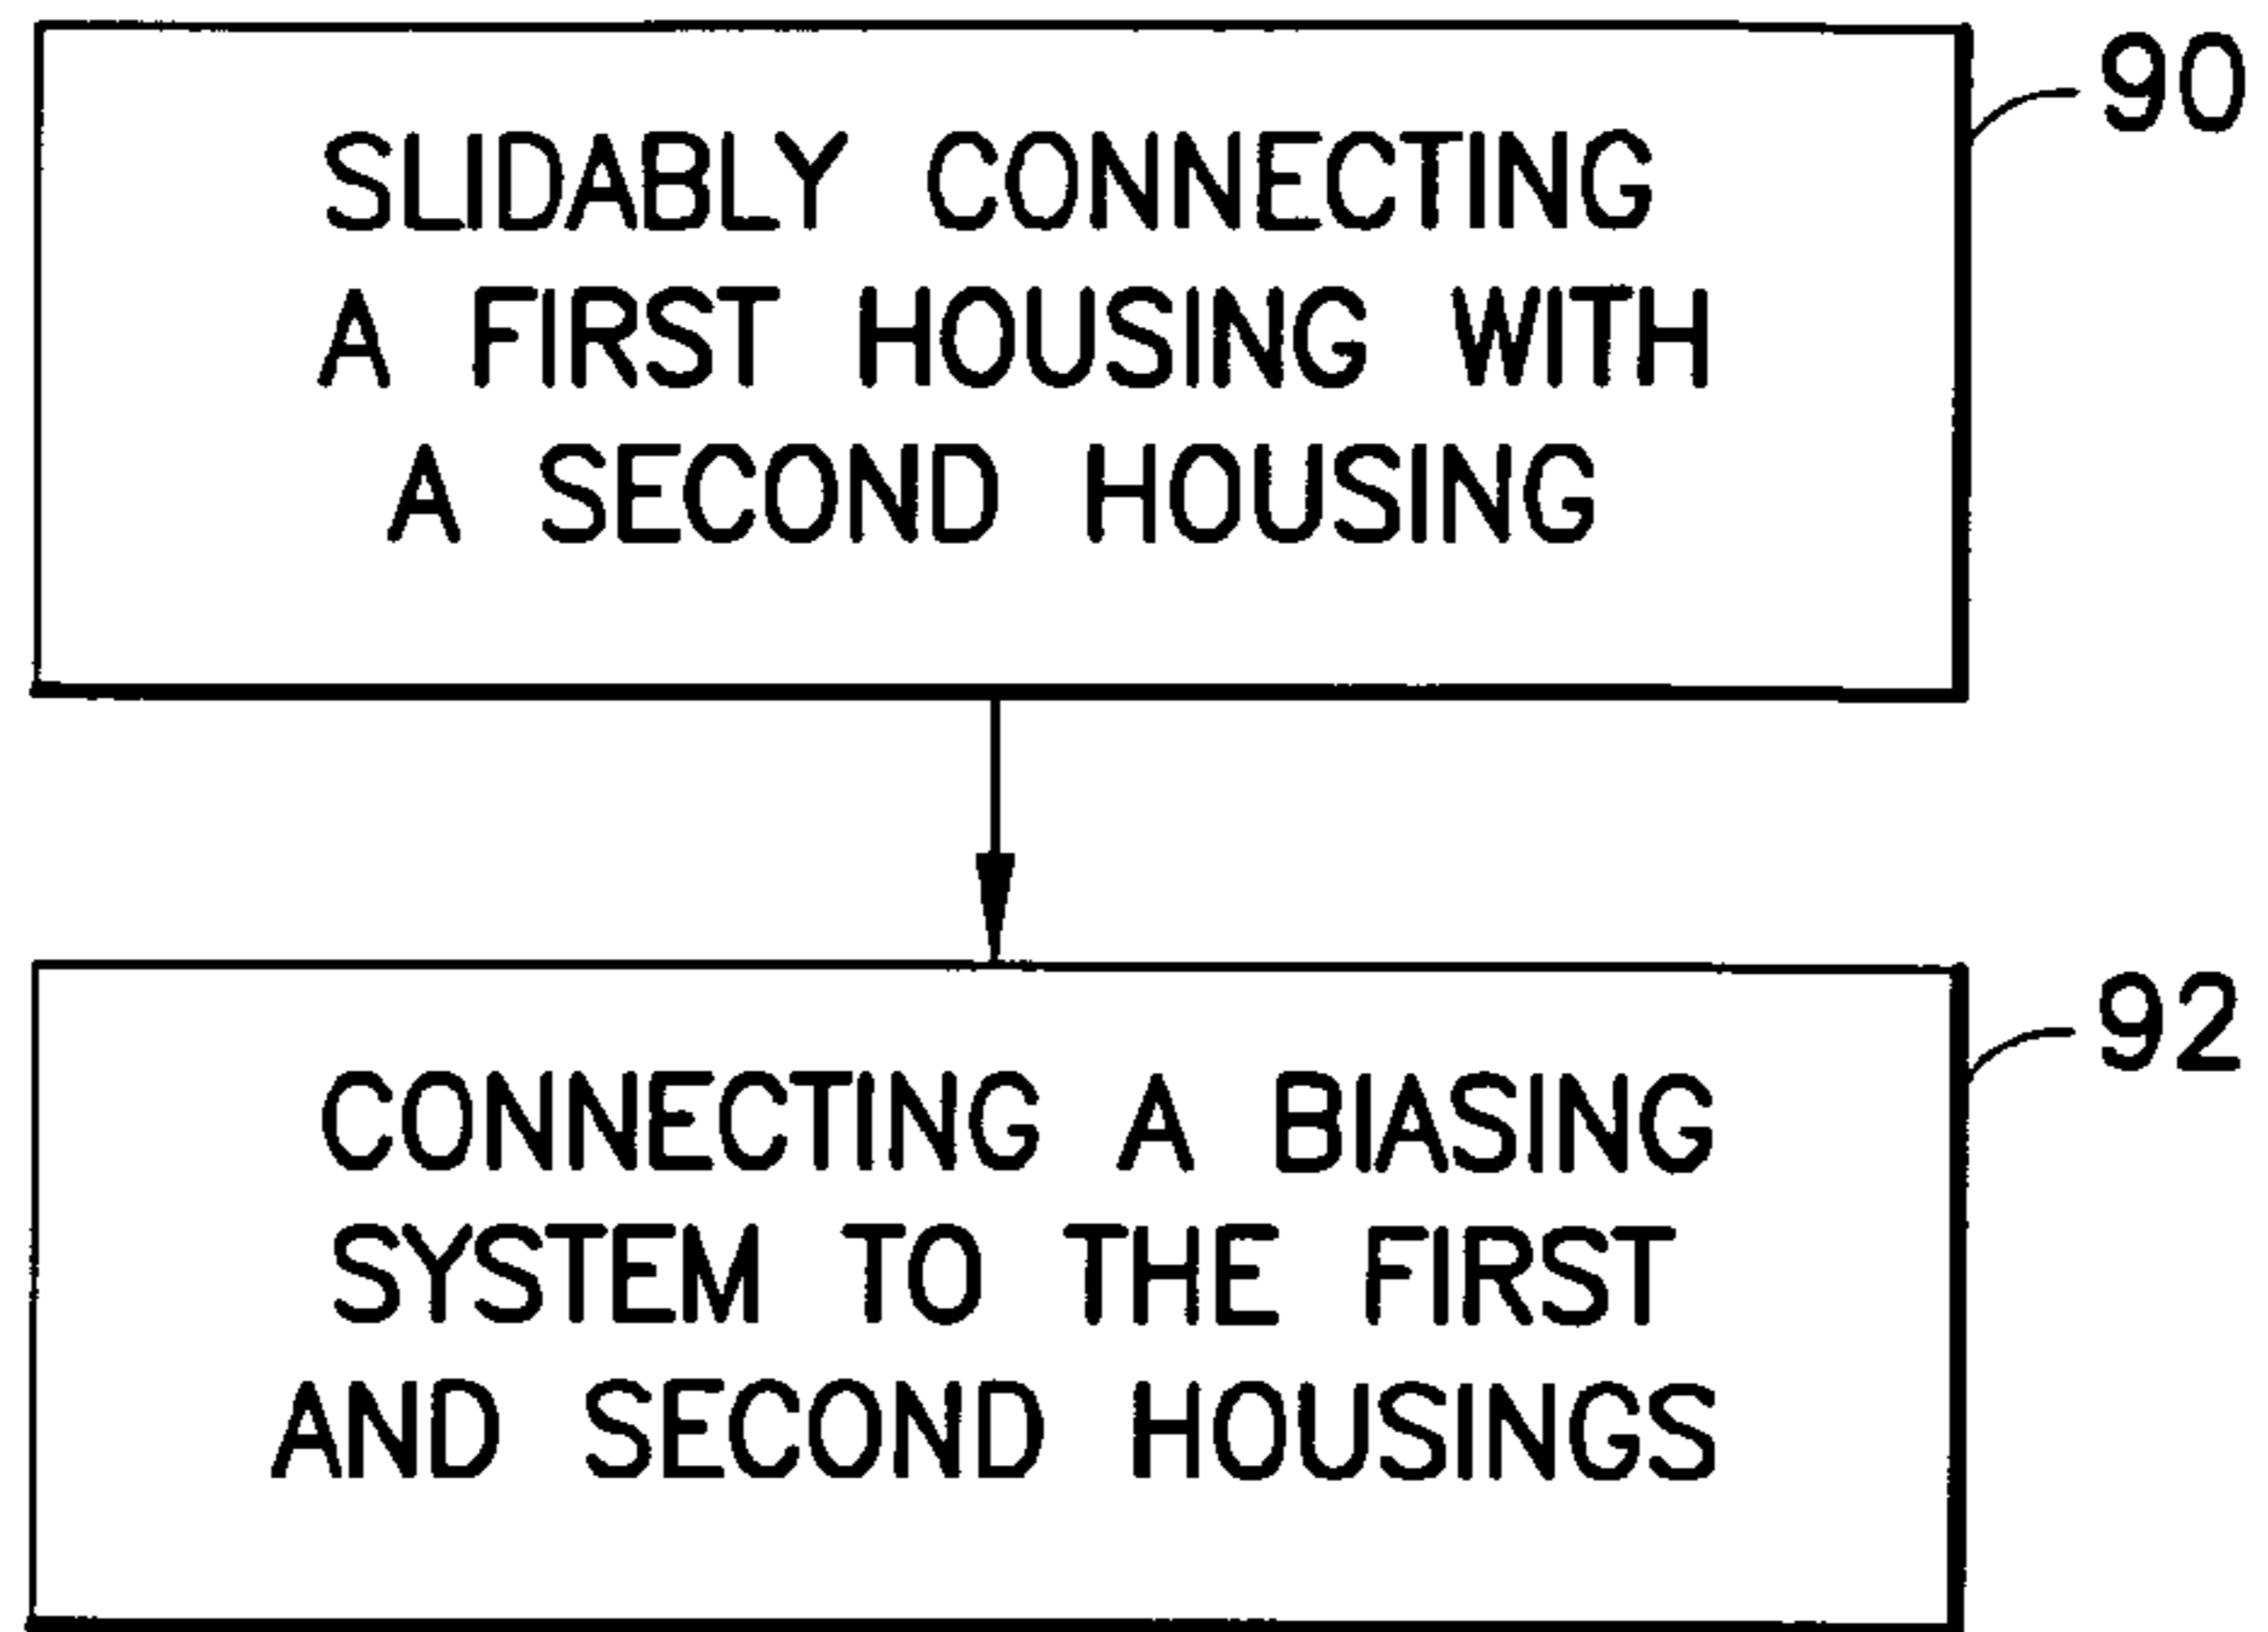 90
SLIDABLY CONNECTING
A FIRST HOUSING WITH
A SECOND HOUSING
92
CONNECTING A BIASING
SYSTEM TO THE FIRST
AND SECOND HOUSINGS